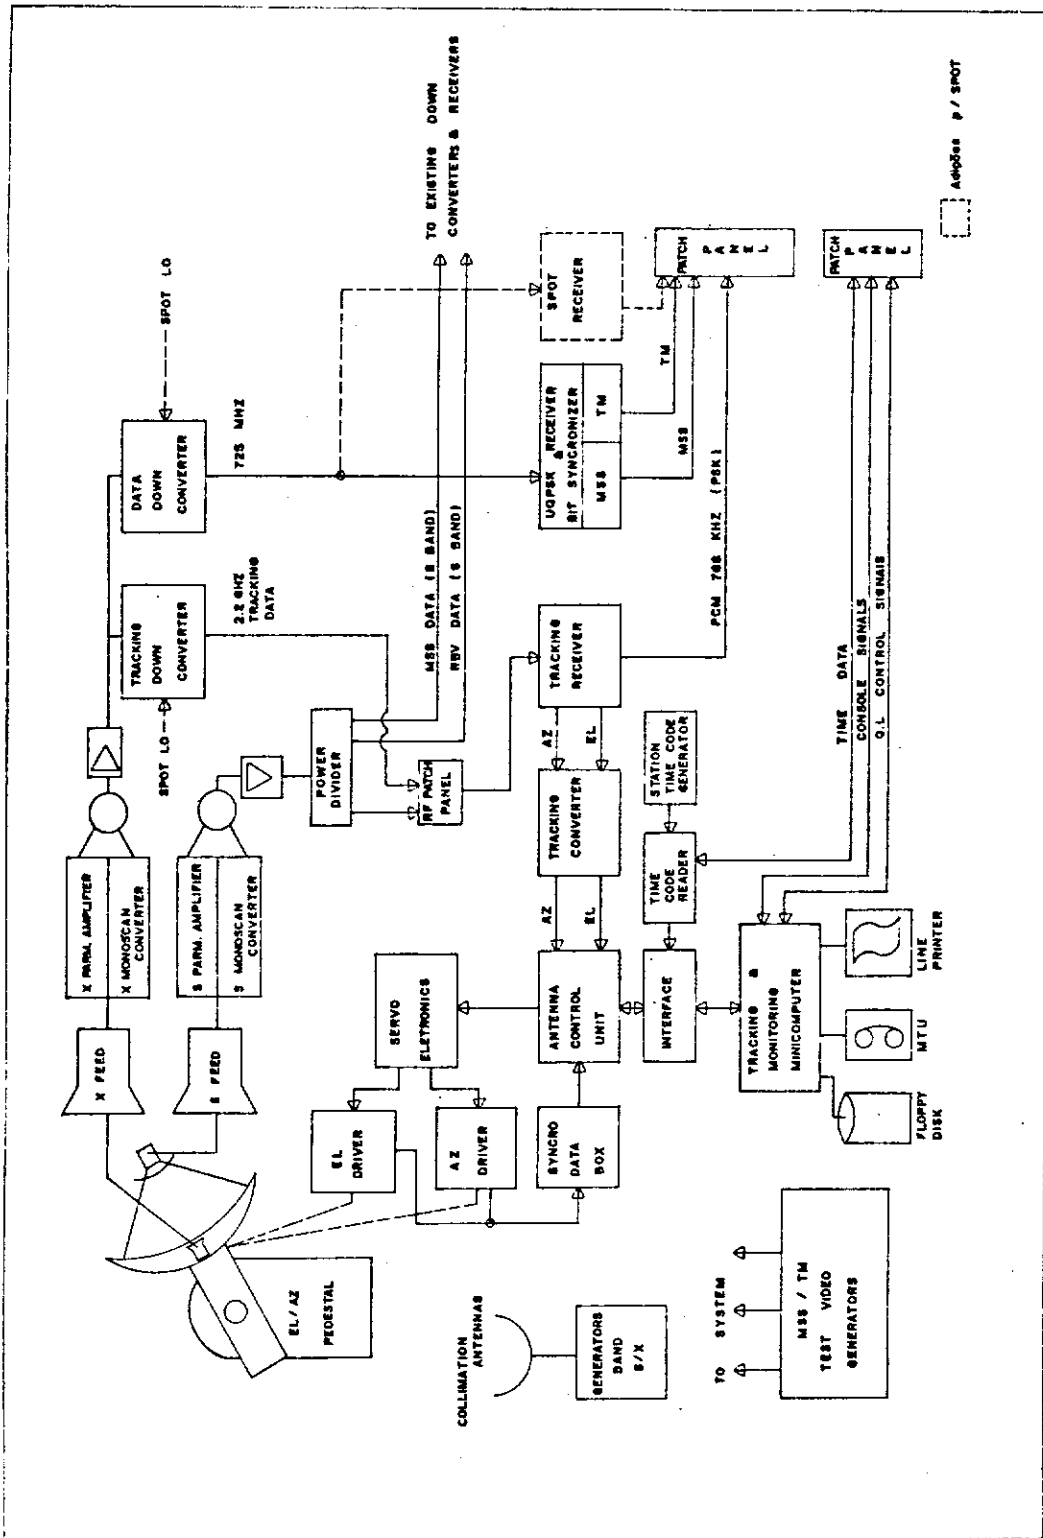 X FEED
X PARM. AMPLIFIER
X MONOSCAN
CONVERTER
SPOT LO
TRACKING
DOWN
CONVERTER
2.2 GHZ
TRACKING
DATA
DATA
DOWN
CONVERTER
SPOT LO
725 MHZ
S FEED
S PARM. AMPLIFIER
S MONOSCAN
CONVERTER
POWER
DIVIDER
RF PATCH
PANEL
MSS DATA (S BAND)
RBV DATA (S BAND)
TO EXISTING DOWN
CONVERTERS & RECEIVERS
EL/AZ
PEDESTAL
EL
DRIVER
AZ
DRIVER
SERVO
ELETRONICS
SYNCRO
DATA
BOX
ANTENNA
CONTROL
UNIT
AZ
EL
TRACKING
CONVERTER
AZ
EL
TRACKING
RECEIVER
UQPSK RECEIVER
&
BIT SYNCRONIZER
MSS
TM
SPOT
RECEIVER
TM
MSS
PCM 768 KHZ (PSK)
PATCH
PANEL
INTERFACE
TIME
CODE
READER
STATION
TIME CODE
GENERATOR
TIME DATA
CONSOLE SIGNALS
Q.L CONTROL SIGNAIS
PATCH
PANEL
COLLIMATION
ANTENNAS
GENERATORS
BAND
S/X
TO SYSTEM
MSS / TM
TEST VIDEO
GENERATORS
TRACKING &
MONITORING
MINICOMPUTER
FLOPPY
DISK
MTU
LINE
PRINTER
Adições p/ SPOT